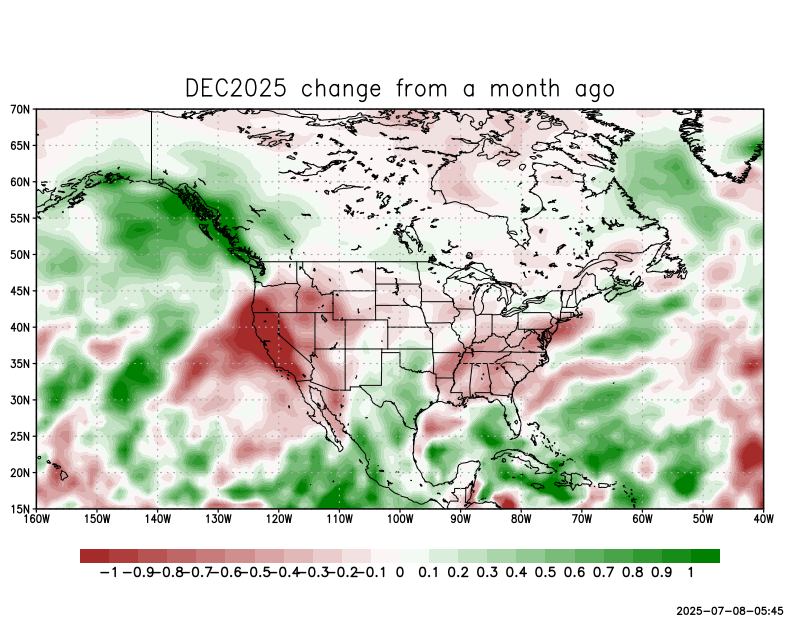 DEC2025 change from a month ago
70N
65N
60N
55N
50N
45N
40N
35N
30N
25N
20N
15N
160W 150W 140W 130W 120W 110W 100W 90W 80W 70W 60W 50W 40W
-1 -0.9 -0.8 -0.7 -0.6 -0.5 -0.4 -0.3 -0.2 -0.1 0 0.1 0.2 0.3 0.4 0.5 0.6 0.7 0.8 0.9 1
2025-07-08-05:45